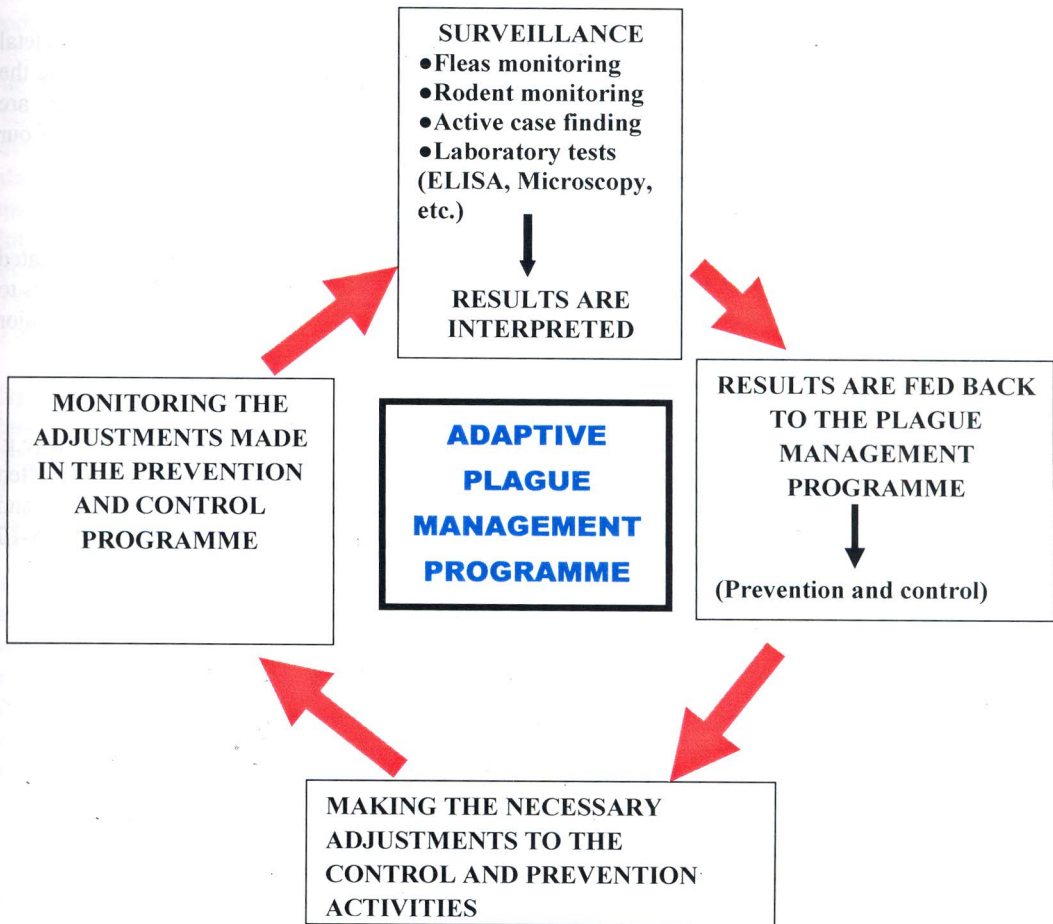 SURVEILLANCE
●Fleas monitoring
●Rodent monitoring
●Active case finding
●Laboratory tests
(ELISA, Microscopy,
etc.)
RESULTS ARE
INTERPRETED
RESULTS ARE FED BACK
TO THE PLAGUE
MANAGEMENT
PROGRAMME
(Prevention and control)
MAKING THE NECESSARY
ADJUSTMENTS TO THE
CONTROL AND PREVENTION
ACTIVITIES
MONITORING THE
ADJUSTMENTS MADE
IN THE PREVENTION
AND CONTROL
PROGRAMME
ADAPTIVE
PLAGUE
MANAGEMENT
PROGRAMME